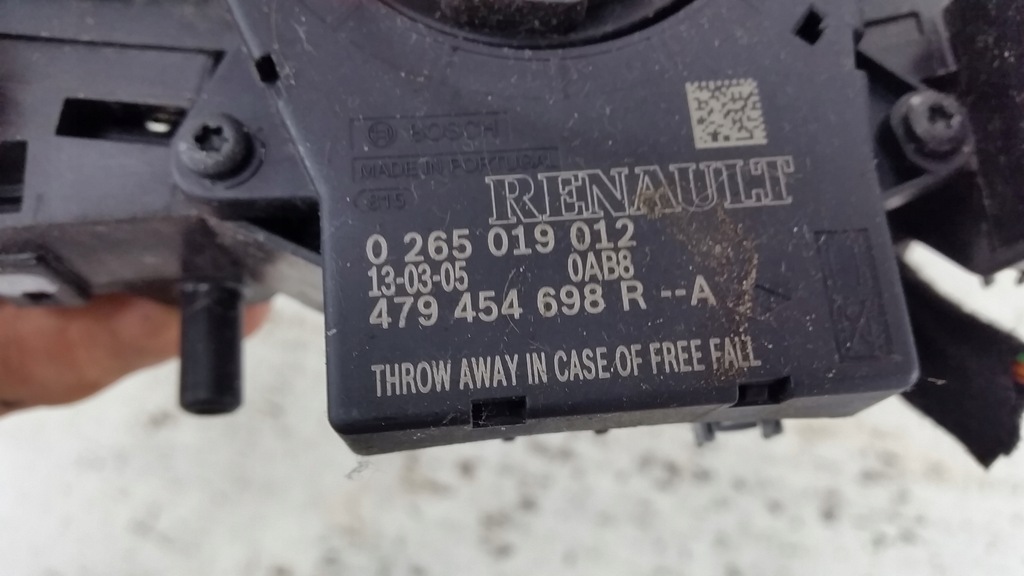 BOSCH
MADE IN PORTUGAL
815
RENAULT
0 265 019 012
13-03-05 0AB8
479 454 698 R --A
THROW AWAY IN CASE OF FREE FALL